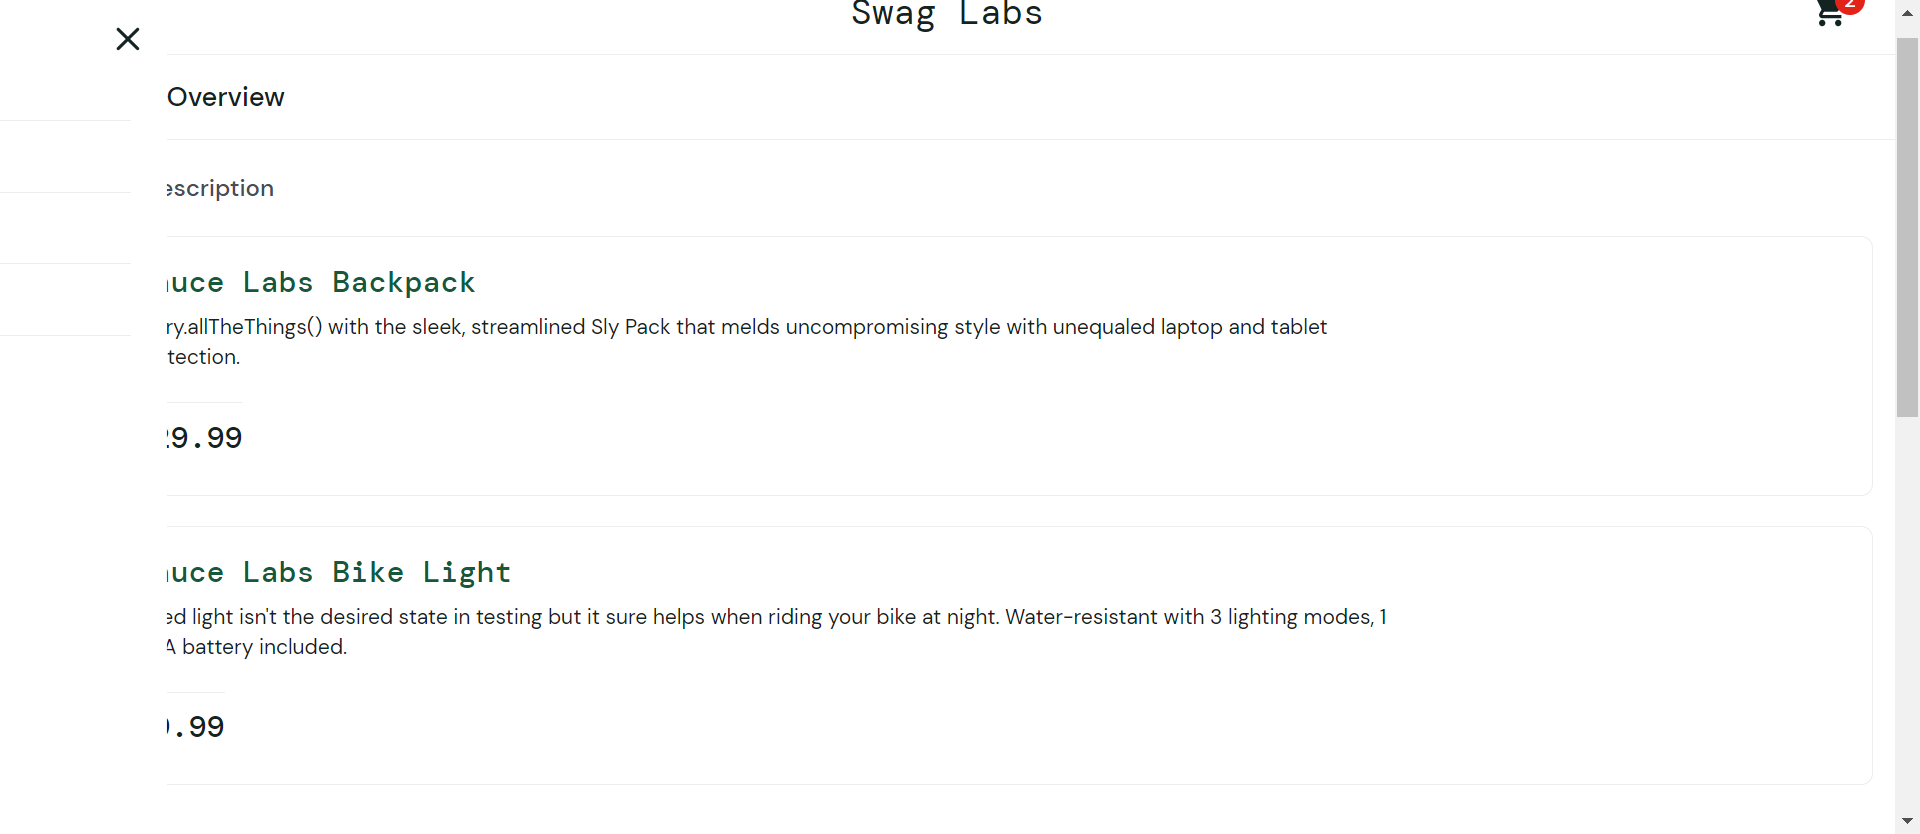 Swag Labs
2
Overview
escription
uce Labs Backpack
ry.allTheThings() with the sleek, streamlined Sly Pack that melds uncompromising style with unequaled laptop and tablet
tection.
29.99
uce Labs Bike Light
ed light isn't the desired state in testing but it sure helps when riding your bike at night. Water-resistant with 3 lighting modes, 1
A battery included.
.99